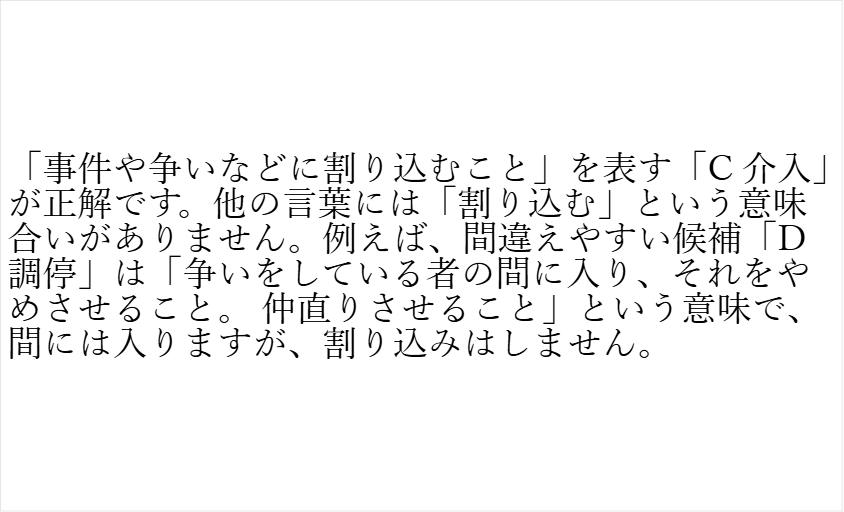 「事件や争いなどに割り込むこと」を表す「C 介入」
が正解です。他の言葉には「割り込む」という意味
合いがありません。例えば、間違えやすい候補「D
調停」は「争いをしている者の間に入り、それをや
めさせること。 仲直りさせること」という意味で、
間には入りますが、割り込みはしません。